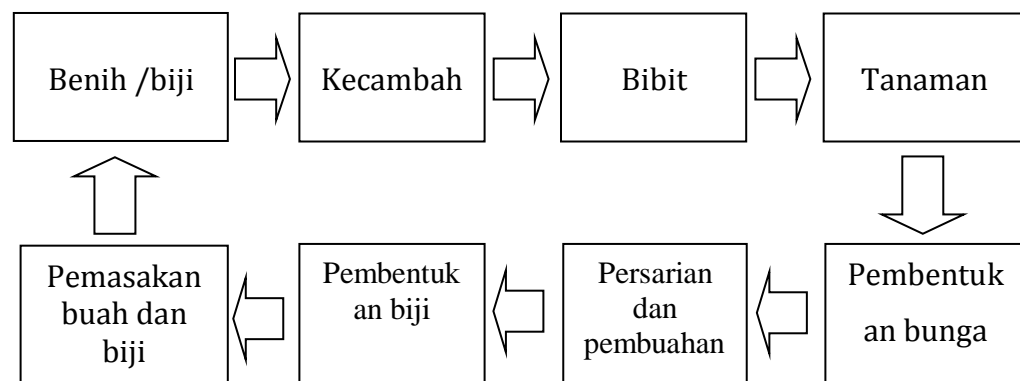 Benih /biji
Kecambah
Bibit
Tanaman
Pemasakan
buah dan
biji
Pembentuk
an biji
Persarian
dan
pembuahan
Pembentuk
an bunga